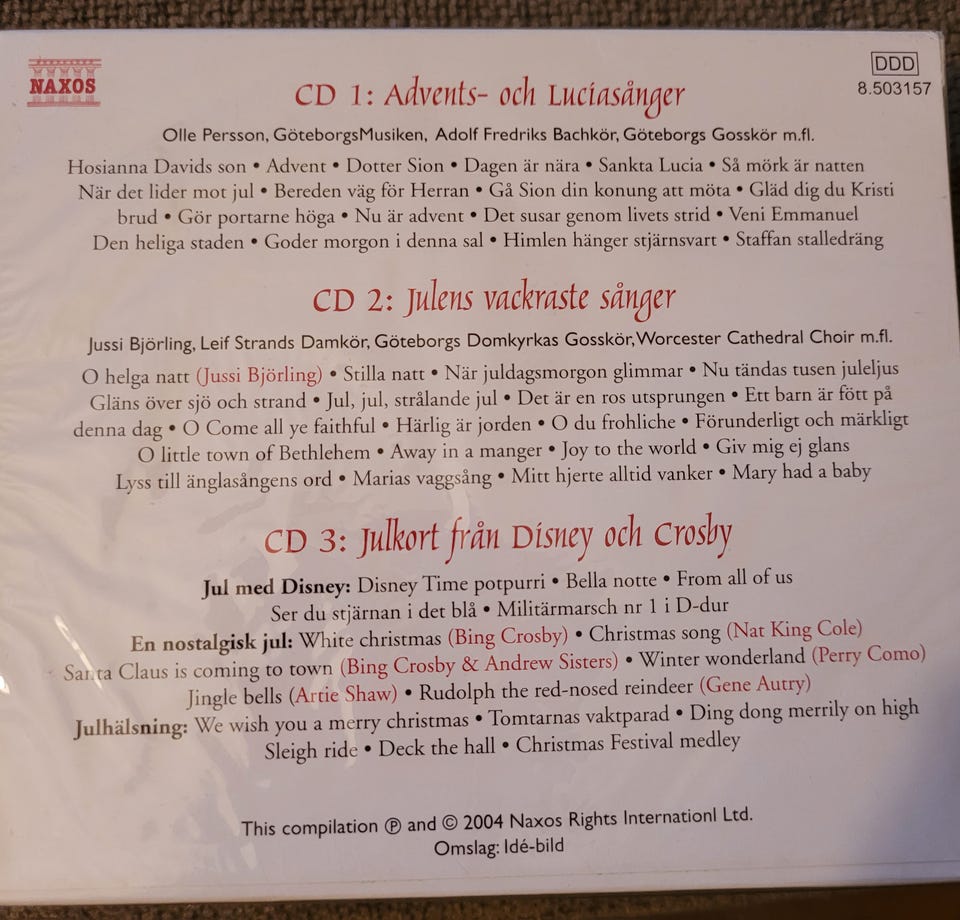 NAXOS
DDD
8.503157
CD 1: Advents- och Luciasånger
Olle Persson, GöteborgsMusiken, Adolf Fredriks Bachkör, Göteborgs Gosskör m.fl.
Hosianna Davids son • Advent • Dotter Sion • Dagen är nära • Sankta Lucia • Så mörk är natten
När det lider mot jul • Bereden väg för Herran • Gå Sion din konung att möta • Gläd dig du Kristi
brud • Gör portarne höga • Nu är advent • Det susar genom livets strid • Veni Emmanuel
Den heliga staden • Goder morgon i denna sal • Himlen hänger stjärnsvart • Staffan stalledräng
CD 2: Julens vackraste sånger
Jussi Björling, Leif Strands Damkör, Göteborgs Domkyrkas Gosskör, Worcester Cathedral Choir m.fl.
O helga natt (Jussi Björling) • Stilla natt • När juldagsmorgon glimmar • Nu tändas tusen juleljus
Gläns över sjö och strand • Jul, jul, strålande jul • Det är en ros utsprungen • Ett barn är fött på
denna dag • O Come all ye faithful • Härlig är jorden • O du frohliche • Förunderligt och märkligt
O little town of Bethlehem • Away in a manger • Joy to the world • Giv mig ej glans
Lyss till änglasångens ord • Marias vaggsång • Mitt hjerte alltid vanker • Mary had a baby
CD 3: Julkort från Disney och Crosby
Jul med Disney: Disney Time potpurri • Bella notte • From all of us
Ser du stjärnan i det blå • Militärmarsch nr 1 i D-dur
En nostalgisk jul: White christmas (Bing Crosby) • Christmas song (Nat King Cole)
Santa Claus is coming to town (Bing Crosby & Andrew Sisters) • Winter wonderland (Perry Como)
Jingle bells (Artie Shaw) • Rudolph the red-nosed reindeer (Gene Autry)
Julhälsning: We wish you a merry christmas • Tomtarnas vaktparad • Ding dong merrily on high
Sleigh ride • Deck the hall • Christmas Festival medley
This compilation ℗ and © 2004 Naxos Rights Internationl Ltd.
Omslag: Idé-bild